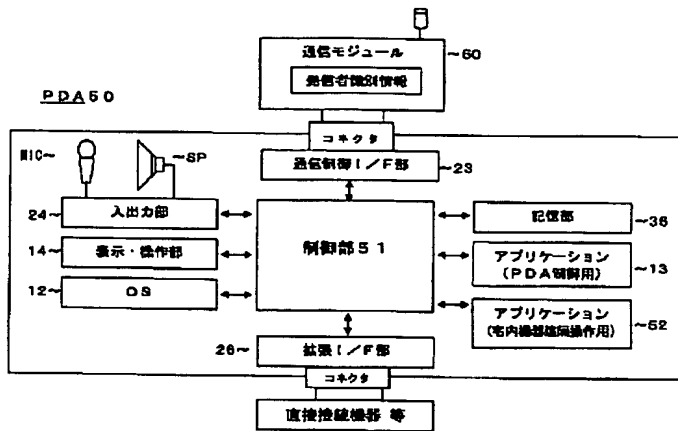 通信モジュール
~60
発信者識別情報
PDA50
コネクタ
MIC~
~SP
通信制御I/F部
~23
24~
入出力部
記信部
~36
14~
表示・操作部
制御部51
アプリケーション
(PDA制御用)
~13
12~
OS
アプリケーション
(宅内機器遠隔操作用)
~52
26~
拡張I/F部
コネクタ
直接接続機器 等